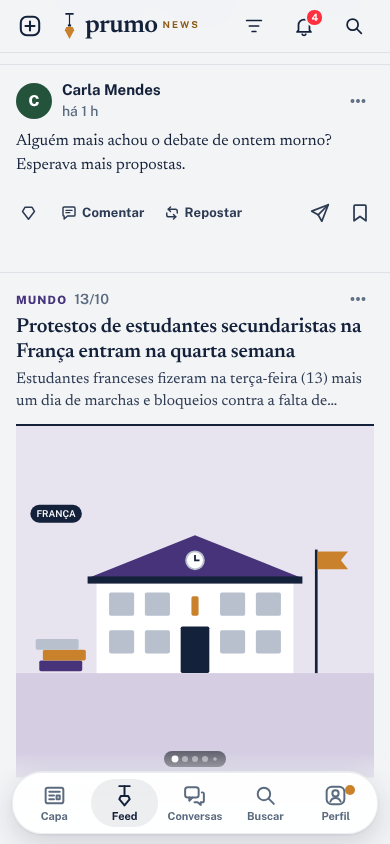 prumo NEWS
4
C
Carla Mendes
há 1 h
Alguém mais achou o debate de ontem morno?
Esperava mais propostas.
Comentar
Repostar
MUNDO 13/10
Protestos de estudantes secundaristas na
França entram na quarta semana
Estudantes franceses fizeram na terça-feira (13) mais
um dia de marchas e bloqueios contra a falta de…
FRANÇA
Capa
Feed
Conversas
Buscar
Perfil